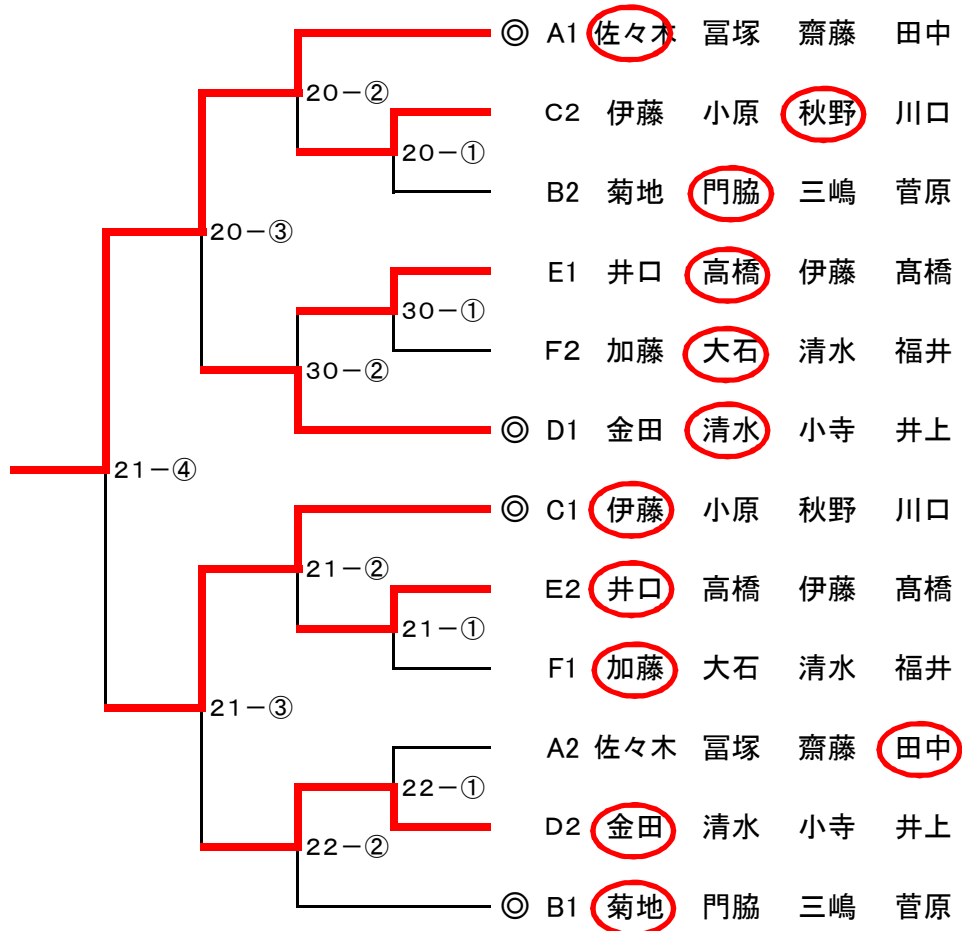 ◎ A1 佐々木 冨塚 齋藤 田中
20－②
C2 伊藤 小原 秋野 川口
20－①
B2 菊地 門脇 三嶋 菅原
20－③
E1 井口 高橋 伊藤 髙橋
30－①
F2 加藤 大石 清水 福井
30－②
◎ D1 金田 清水 小寺 井上
21－④
◎ C1 伊藤 小原 秋野 川口
21－②
E2 井口 高橋 伊藤 髙橋
21－①
F1 加藤 大石 清水 福井
21－③
A2 佐々木 冨塚 齋藤 田中
22－①
D2 金田 清水 小寺 井上
22－②
◎ B1 菊地 門脇 三嶋 菅原